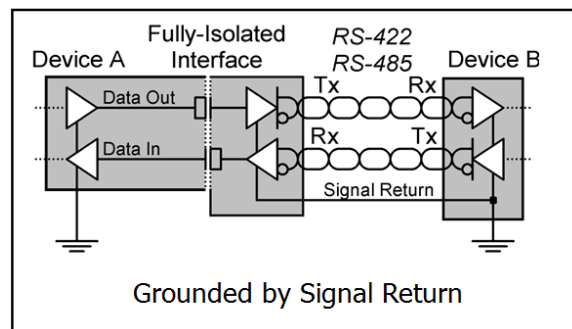 Fully-Isolated
Interface
RS-422
RS-485
Device A
Device B
Data Out
Tx
Rx
Data In
Rx
Tx
Signal Return
Grounded by Signal Return